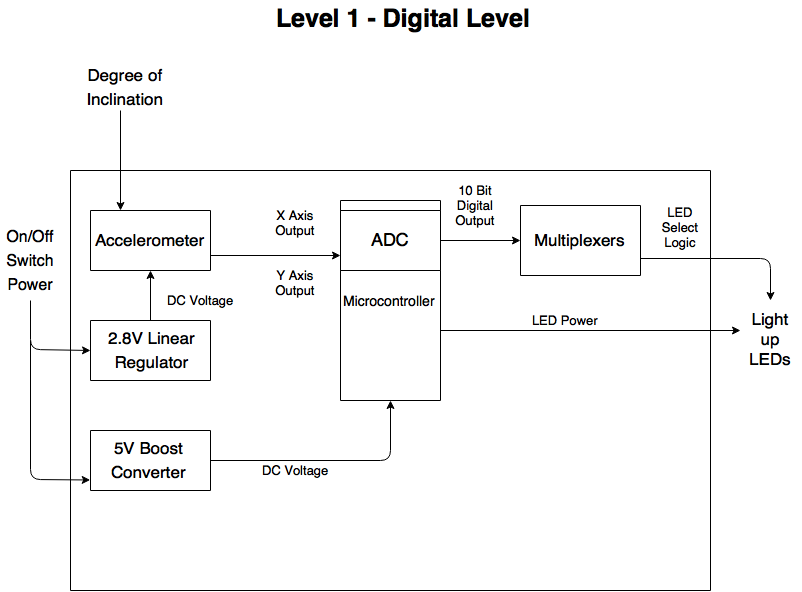 Level 1 - Digital Level
Degree of
Inclination
On/Off
Switch
Power
Accelerometer
X Axis
Output
Y Axis
Output
ADC
Microcontroller
10 Bit
Digital
Output
Multiplexers
LED
Select
Logic
DC Voltage
2.8V Linear
Regulator
LED Power
Light
up
LEDs
5V Boost
Converter
DC Voltage